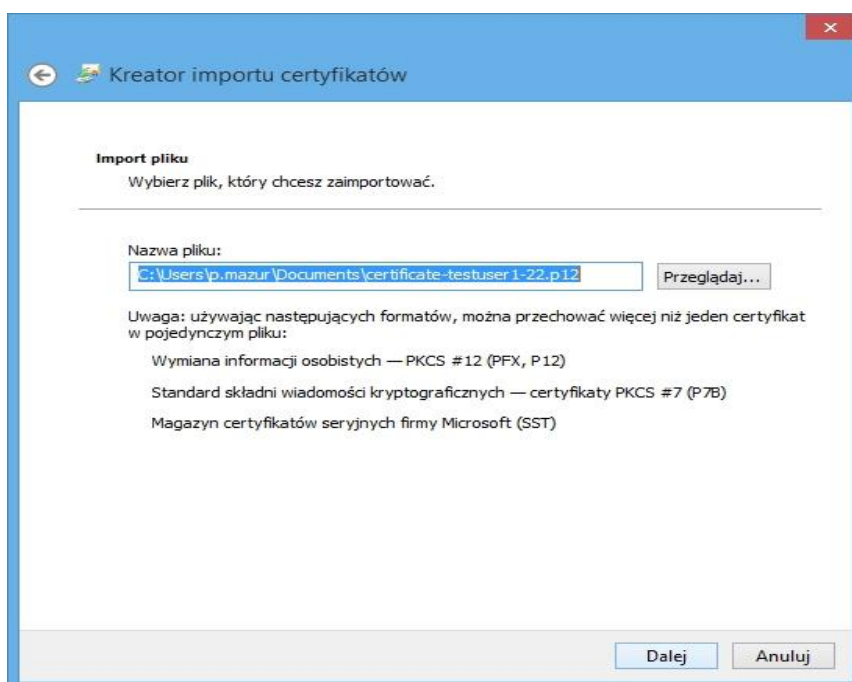 Kreator importu certyfikatów
Import pliku
Wybierz plik, który chcesz zaimportować.
Nazwa pliku:
C:\Users\p.mazur\Documents\certificate-testuser1-22.p12
Przeglądaj...
Uwaga: używając następujących formatów, można przechować więcej niż jeden certyfikat
w pojedynczym pliku:
Wymiana informacji osobistych — PKCS #12 (PFX, P12)
Standard składni wiadomości kryptograficznych — certyfikaty PKCS #7 (P7B)
Magazyn certyfikatów seryjnych firmy Microsoft (SST)
Dalej
Anuluj